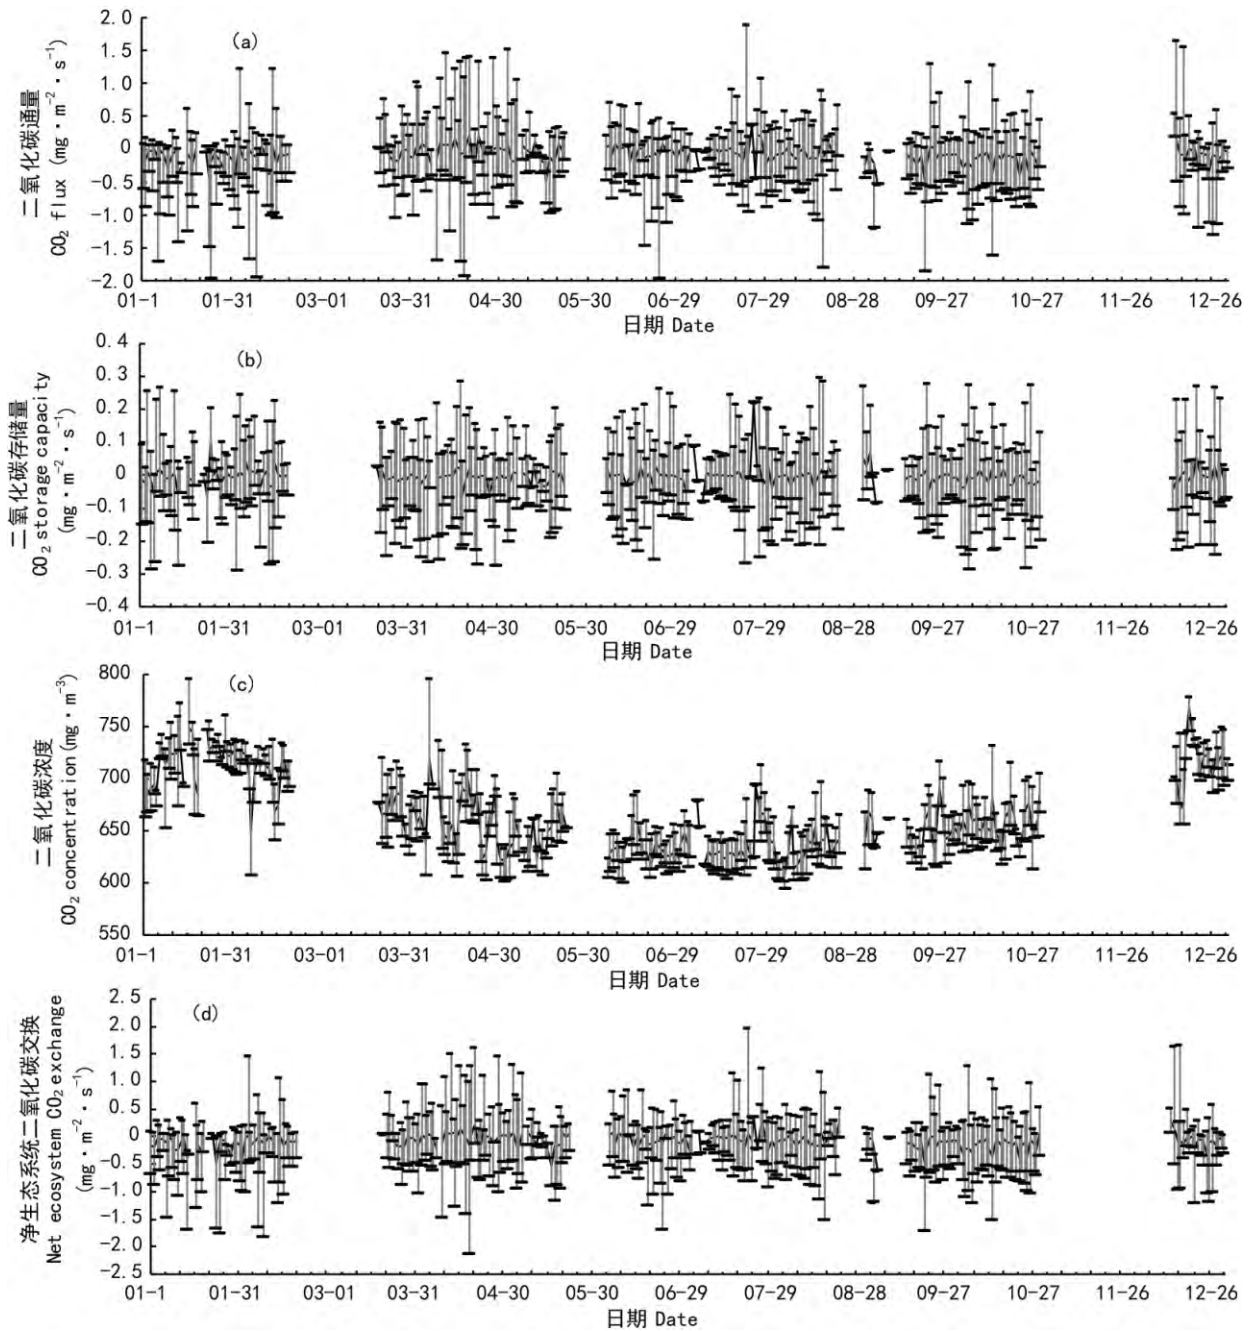 (a)
二氧化碳通量
CO₂ flux (mg·m⁻²·s⁻¹)
2.0
1.5
1.0
0.5
0
-0.5
-1.0
-1.5
-2.0
01-1 01-31 03-01 03-31 04-30 05-30 06-29 07-29 08-28 09-27 10-27 11-26 12-26
日期 Date
(b)
二氧化碳存储量
CO₂ storage capacity
(mg·m⁻²·s⁻¹)
0.4
0.3
0.2
0.1
0
-0.1
-0.2
-0.3
-0.4
01-1 01-31 03-01 03-31 04-30 05-30 06-29 07-29 08-28 09-27 10-27 11-26 12-26
日期 Date
(c)
二氧化碳浓度
CO₂ concentration(mg·m⁻³)
800
750
700
650
600
550
01-1 01-31 03-01 03-31 04-30 05-30 06-29 07-29 08-28 09-27 10-27 11-26 12-26
日期 Date
(d)
净生态系统二氧化碳交换
Net ecosystem CO₂ exchange
(mg·m⁻²·s⁻¹)
2.5
2.0
1.5
1.0
0.5
0
-0.5
-1.0
-1.5
-2.0
-2.5
01-1 01-31 03-01 03-31 04-30 05-30 06-29 07-29 08-28 09-27 10-27 11-26 12-26
日期 Date